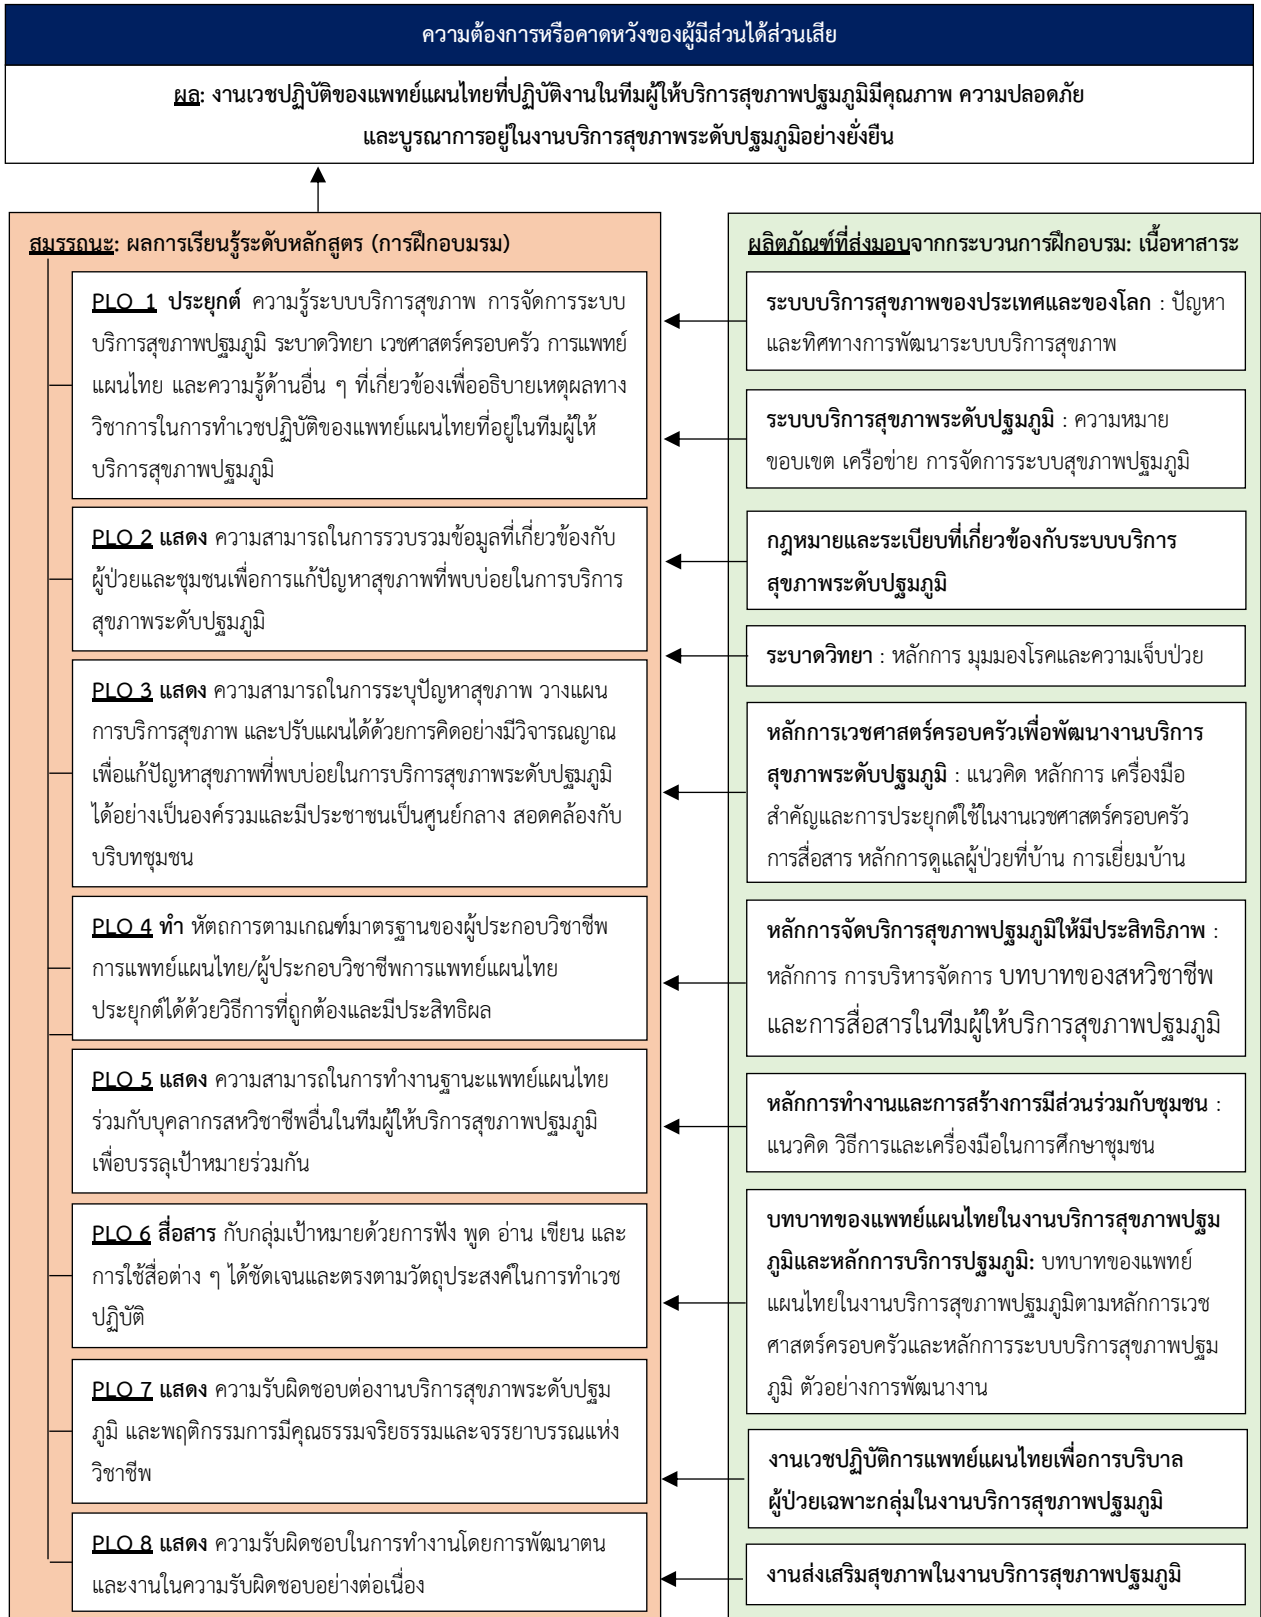 ความต้องการหรือคาดหวังของผู้มีส่วนได้ส่วนเสีย
ผล: งานเวชปฏิบัติของแพทย์แผนไทยที่ปฏิบัติงานในทีมผู้ให้บริการสุขภาพปฐมภูมิมีคุณภาพ ความปลอดภัย
และบูรณาการอยู่ในงานบริการสุขภาพระดับปฐมภูมิอย่างยั่งยืน
สมรรถนะ: ผลการเรียนรู้ระดับหลักสูตร (การฝึกอบมรม)
PLO 1 ประยุกต์ ความรู้ระบบบริการสุขภาพ การจัดการระบบ
บริการสุขภาพปฐมภูมิ ระบาดวิทยา เวชศาสตร์ครอบครัว การแพทย์
แผนไทย และความรู้ด้านอื่น ๆ ที่เกี่ยวข้องเพื่ออธิบายเหตุผลทาง
วิชาการในการทำเวชปฏิบัติของแพทย์แผนไทยที่อยู่ในทีมผู้ให้
บริการสุขภาพปฐมภูมิ
PLO 2 แสดง ความสามารถในการรวบรวมข้อมูลที่เกี่ยวข้องกับ
ผู้ป่วยและชุมชนเพื่อการแก้ปัญหาสุขภาพที่พบบ่อยในการบริการ
สุขภาพระดับปฐมภูมิ
PLO 3 แสดง ความสามารถในการระบุปัญหาสุขภาพ วางแผน
การบริการสุขภาพ และปรับแผนได้ด้วยการคิดอย่างมีวิจารณญาณ
เพื่อแก้ปัญหาสุขภาพที่พบบ่อยในการบริการสุขภาพระดับปฐมภูมิ
ได้อย่างเป็นองค์รวมและมีประชาชนเป็นศูนย์กลาง สอดคล้องกับ
บริบทชุมชน
PLO 4 ทำ หัตถการตามเกณฑ์มาตรฐานของผู้ประกอบวิชาชีพ
การแพทย์แผนไทย/ผู้ประกอบวิชาชีพการแพทย์แผนไทย
ประยุกต์ได้ด้วยวิธีการที่ถูกต้องและมีประสิทธิผล
PLO 5 แสดง ความสามารถในการทำงานฐานะแพทย์แผนไทย
ร่วมกับบุคลากรสหวิชาชีพอื่นในทีมผู้ให้บริการสุขภาพปฐมภูมิ
เพื่อบรรลุเป้าหมายร่วมกัน
PLO 6 สื่อสาร กับกลุ่มเป้าหมายด้วยการฟัง พูด อ่าน เขียน และ
การใช้สื่อต่าง ๆ ได้ชัดเจนและตรงตามวัตถุประสงค์ในการทำเวช
ปฏิบัติ
PLO 7 แสดง ความรับผิดชอบต่องานบริการสุขภาพระดับปฐม
ภูมิ และพฤติกรรมการมีคุณธรรมจริยธรรมและจรรยาบรรณแห่ง
วิชาชีพ
PLO 8 แสดง ความรับผิดชอบในการทำงานโดยการพัฒนาตน
และงานในความรับผิดชอบอย่างต่อเนื่อง
ผลิตภัณฑ์ที่ส่งมอบจากกระบวนการฝึกอบรม: เนื้อหาสาระ
ระบบบริการสุขภาพของประเทศและของโลก : ปัญหา
และทิศทางการพัฒนาระบบบริการสุขภาพ
ระบบบริการสุขภาพระดับปฐมภูมิ : ความหมาย
ขอบเขต เครือข่าย การจัดการระบบสุขภาพปฐมภูมิ
กฎหมายและระเบียบที่เกี่ยวข้องกับระบบบริการ
สุขภาพระดับปฐมภูมิ
ระบาดวิทยา : หลักการ มุมมองโรคและความเจ็บป่วย
หลักการเวชศาสตร์ครอบครัวเพื่อพัฒนางานบริการ
สุขภาพระดับปฐมภูมิ : แนวคิด หลักการ เครื่องมือ
สำคัญและการประยุกต์ใช้ในงานเวชศาสตร์ครอบครัว
การสื่อสาร หลักการดูแลผู้ป่วยที่บ้าน การเยี่ยมบ้าน
หลักการจัดบริการสุขภาพปฐมภูมิให้มีประสิทธิภาพ :
หลักการ การบริหารจัดการ บทบาทของสหวิชาชีพ
และการสื่อสารในทีมผู้ให้บริการสุขภาพปฐมภูมิ
หลักการทำงานและการสร้างการมีส่วนร่วมกับชุมชน :
แนวคิด วิธีการและเครื่องมือในการศึกษาชุมชน
บทบาทของแพทย์แผนไทยในงานบริการสุขภาพปฐม
ภูมิและหลักการบริการปฐมภูมิ: บทบาทของแพทย์
แผนไทยในงานบริการสุขภาพปฐมภูมิตามหลักการเวช
ศาสตร์ครอบครัวและหลักการระบบบริการสุขภาพปฐม
ภูมิ ตัวอย่างการพัฒนางาน
งานเวชปฏิบัติการแพทย์แผนไทยเพื่อการบริบาล
ผู้ป่วยเฉพาะกลุ่มในงานบริการสุขภาพปฐมภูมิ
งานส่งเสริมสุขภาพในงานบริการสุขภาพปฐมภูมิ